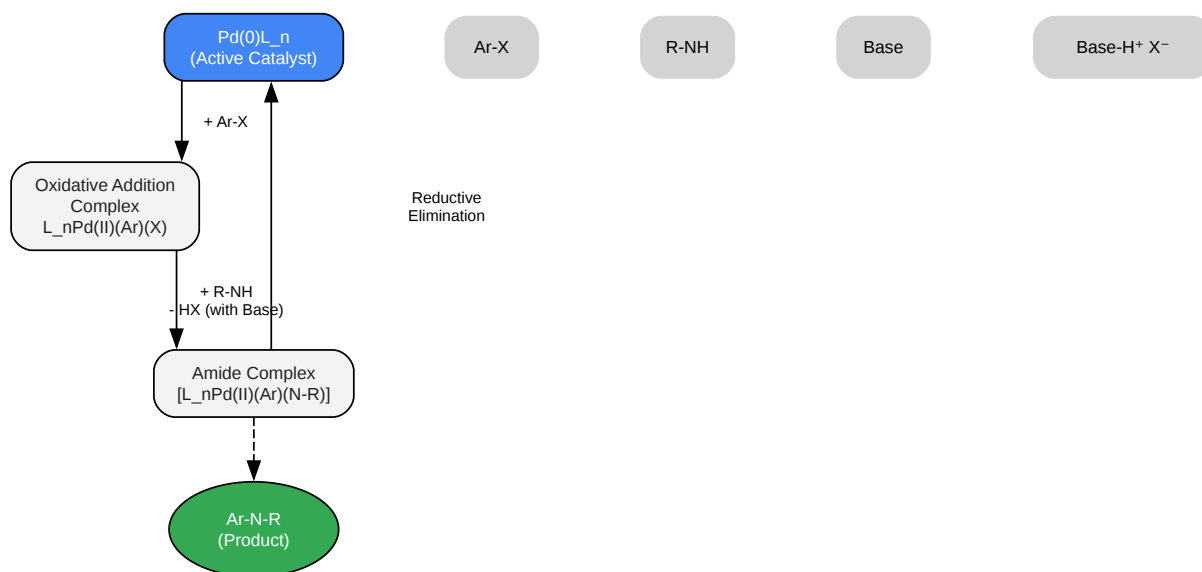 Pd(0)L_n
(Active Catalyst)
Ar-X
R-NH
Base
Base-H⁺ X⁻
+ Ar-X
Oxidative Addition
Complex
L_nPd(II)(Ar)(X)
Reductive
Elimination
+ R-NH
- HX (with Base)
Amide Complex
[L_nPd(II)(Ar)(N-R)]
Ar-N-R
(Product)